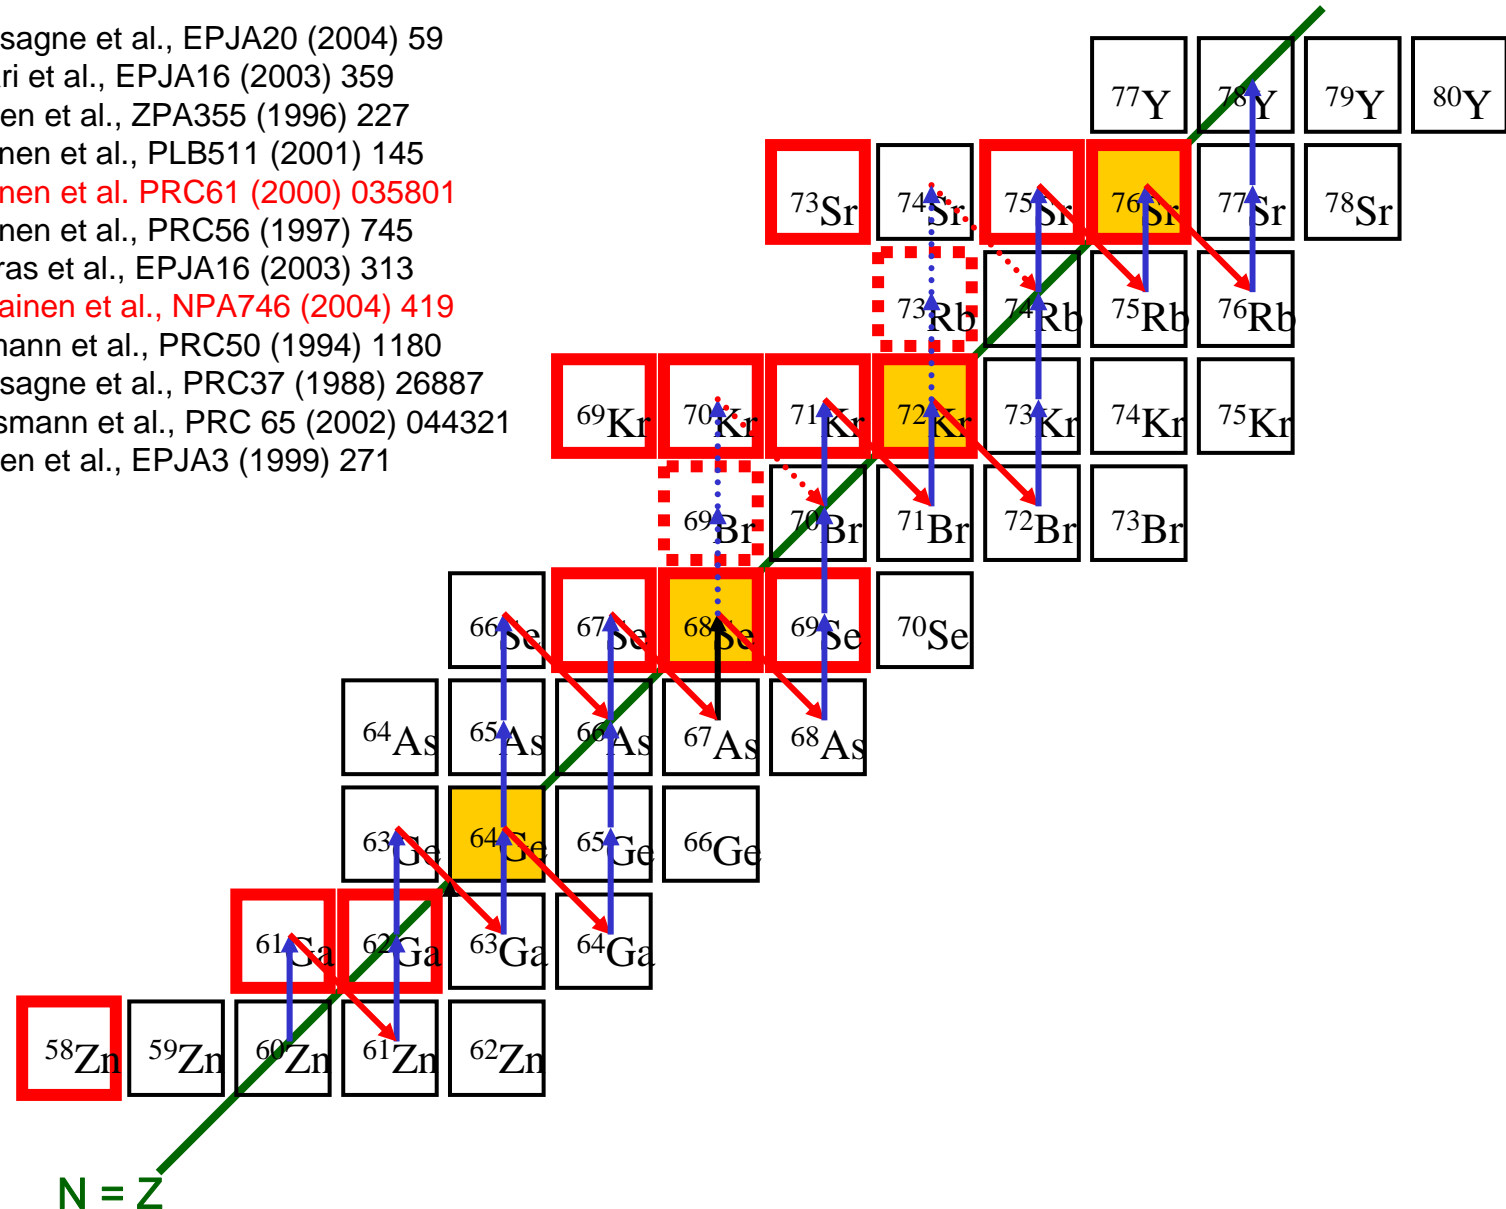 sagne et al., EPJA20 (2004) 59
ri et al., EPJA16 (2003) 359
en et al., ZPA355 (1996) 227
nen et al., PLB511 (2001) 145
nen et al. PRC61 (2000) 035801
nen et al., PRC56 (1997) 745
ras et al., EPJA16 (2003) 313
ainen et al., NPA746 (2004) 419
mann et al., PRC50 (1994) 1180
sagne et al., PRC37 (1988) 26887
smann et al., PRC 65 (2002) 044321
en et al., EPJA3 (1999) 271
77Y 78Y 79Y 80Y
73Sr 74Sr 75Sr 76Sr 77Sr 78Sr
73Rb 74Rb 75Rb 76Rb
69Kr 70Kr 71Kr 72Kr 73Kr 74Kr 75Kr
69Br 70Br 71Br 72Br 73Br
66Se 67Se 68Se 69Se 70Se
64As 65As 66As 67As 68As
63Ge 64Ge 65Ge 66Ge
61Ga 62Ga 63Ga 64Ga
58Zn 59Zn 60Zn 61Zn 62Zn
N = Z